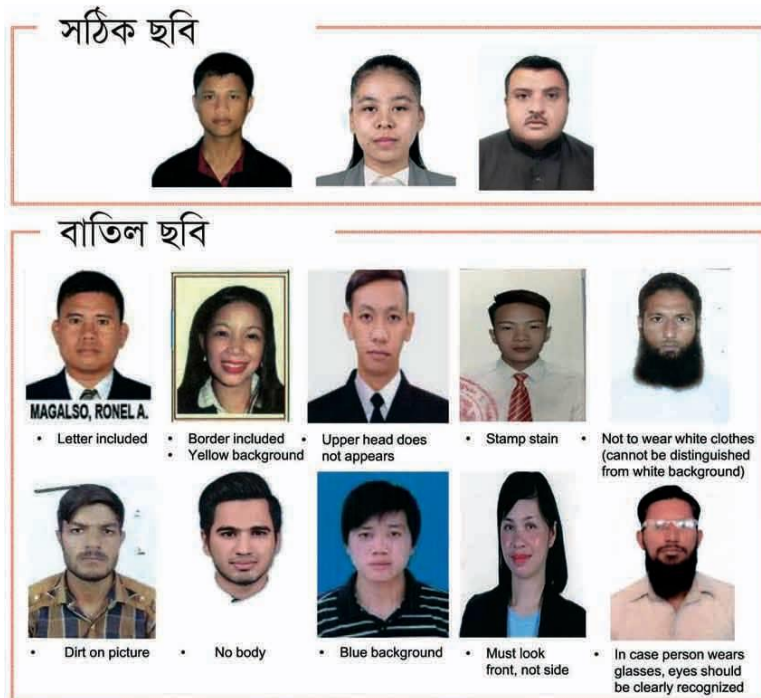 সঠিক ছবি
বাতিল ছবি
MAGALSO, RONEL A.
• Letter included
• Border included
• Yellow background
• Upper head does
not appears
• Stamp stain
• Not to wear white clothes
(cannot be distinguished
from white background)
• Dirt on picture
• No body
• Blue background
• Must look
front, not side
• In case person wears
glasses, eyes should
be clearly recognized